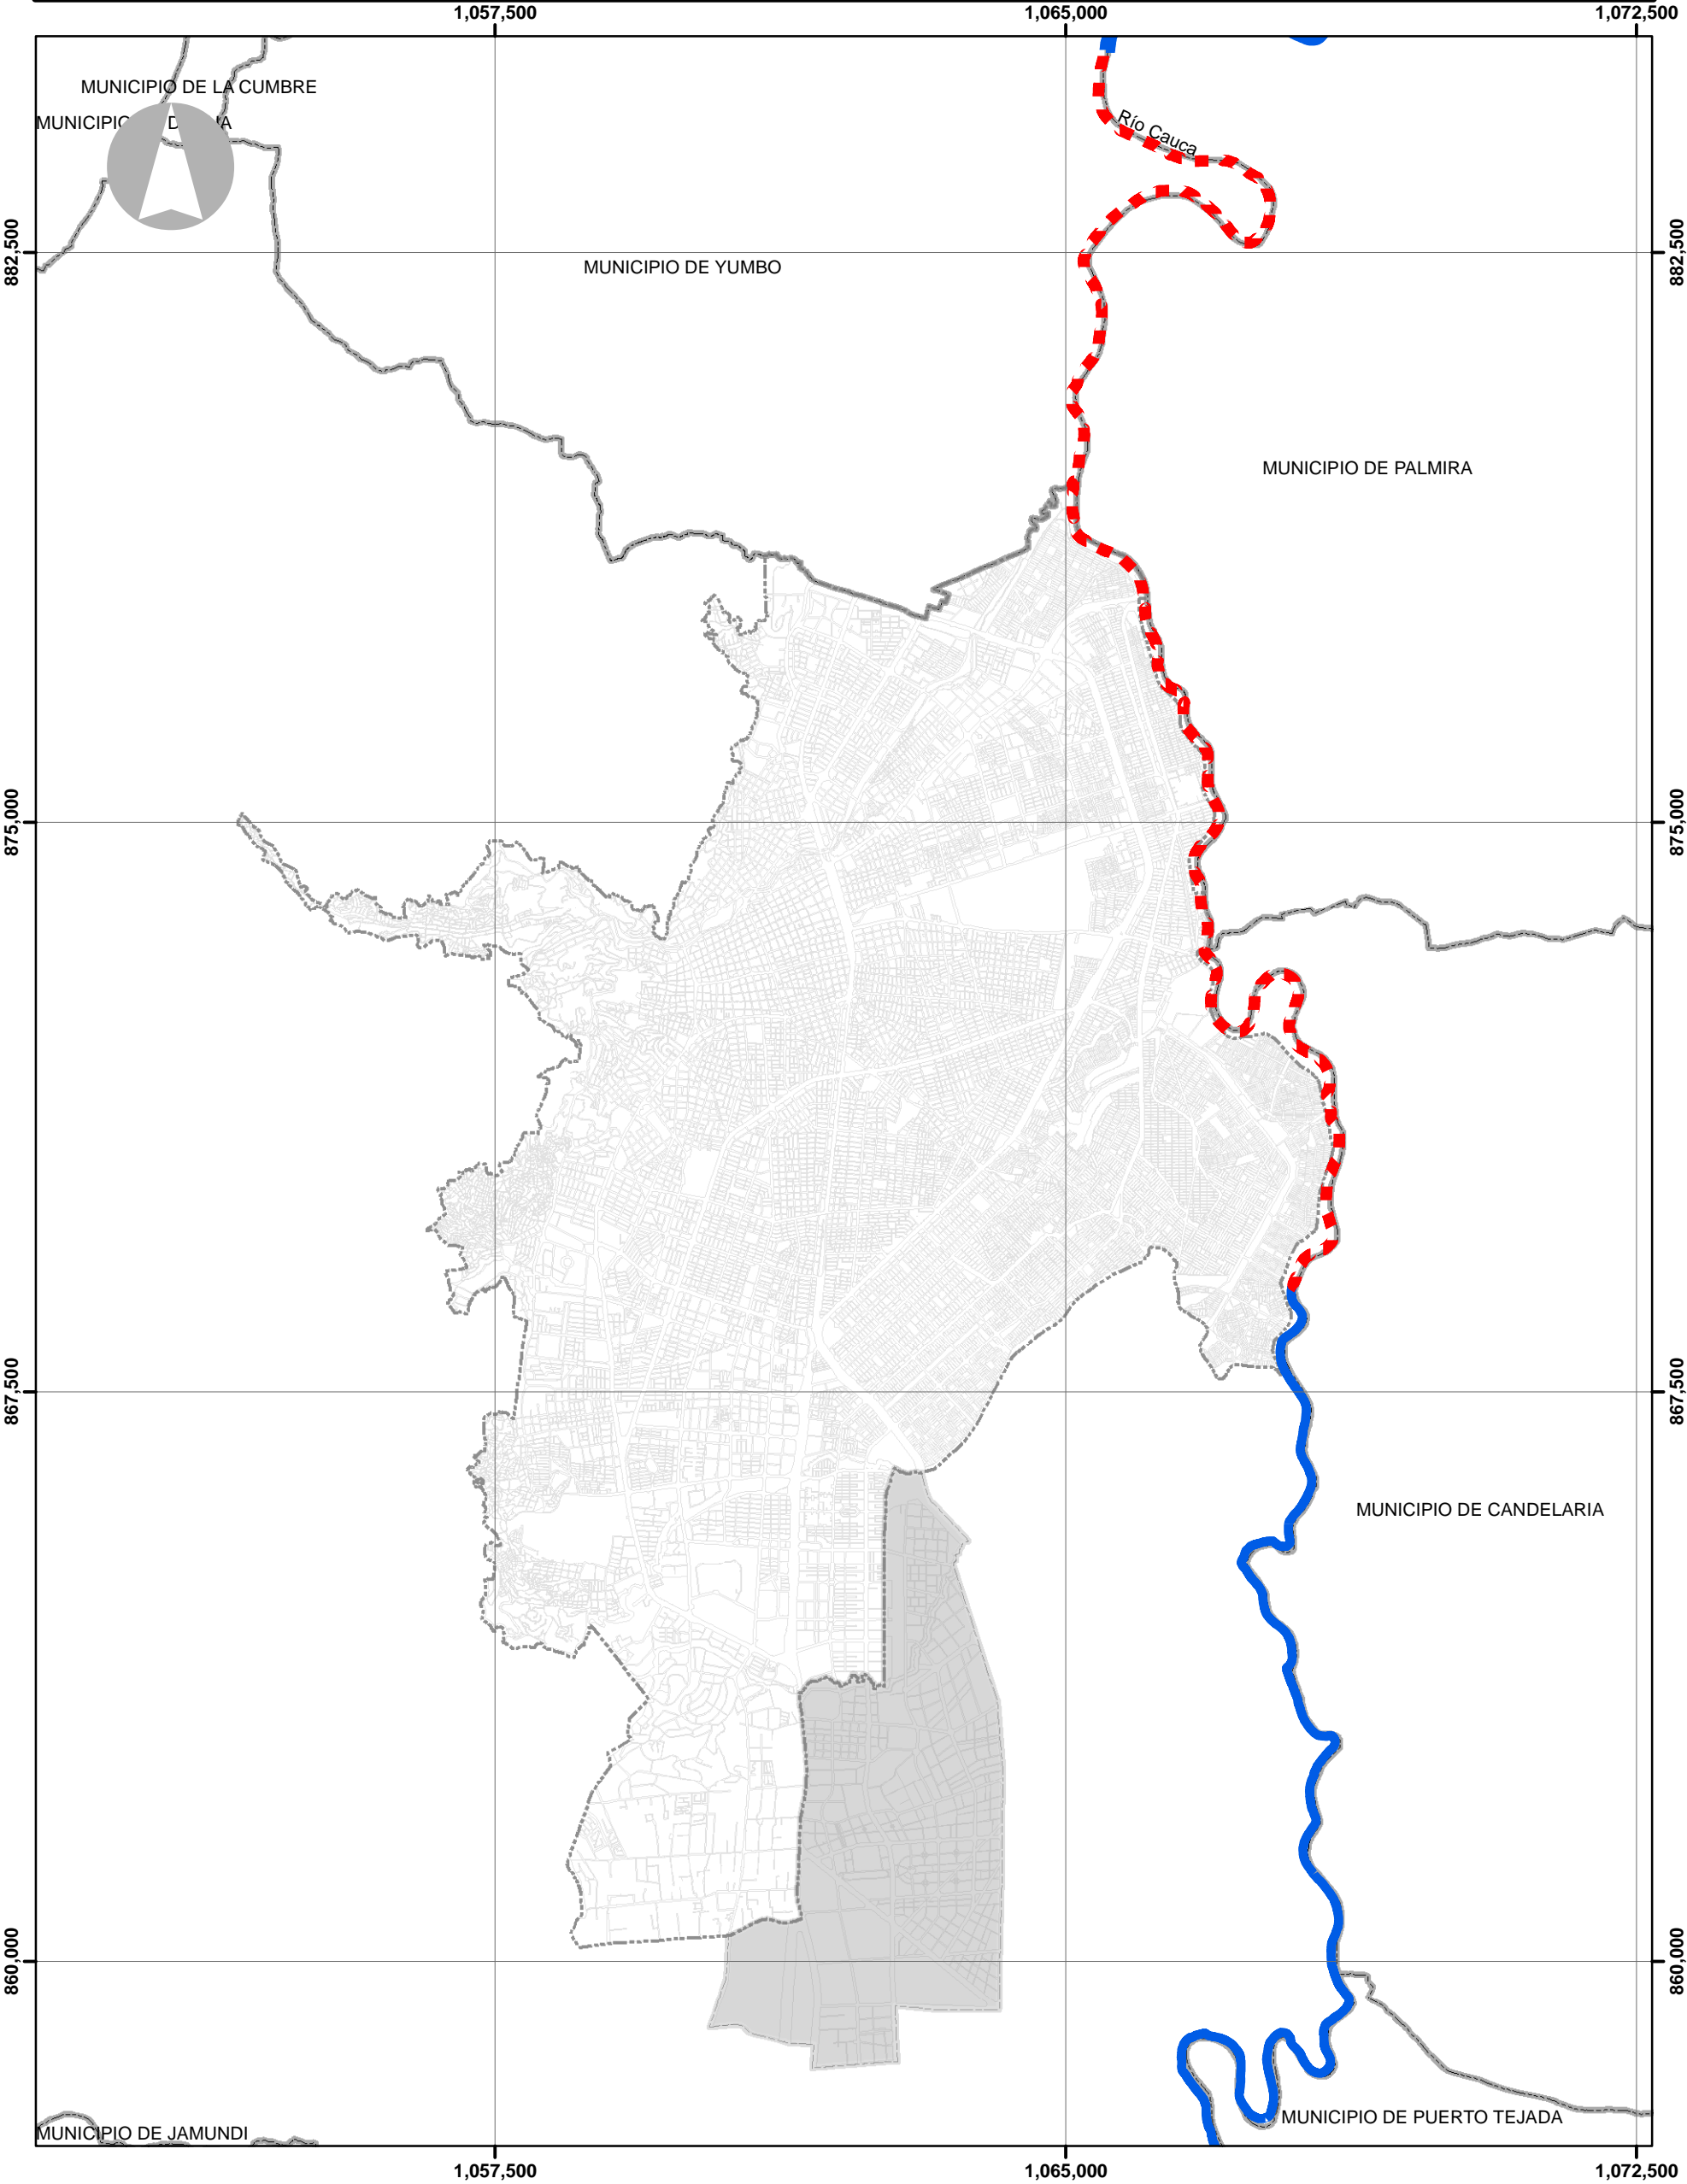 1,057,500 1,065,000 1,072,500
MUNICIPIO DE LA CUMBRE
MUNICIPIO
Río Cauca
882,500 882,500
MUNICIPIO DE YUMBO
MUNICIPIO DE PALMIRA
875,000 875,000
867,500 867,500
MUNICIPIO DE CANDELARIA
860,000 860,000
MUNICIPIO DE PUERTO TEJADA
MUNICIPIO DE JAMUNDI
1,057,500 1,065,000 1,072,500